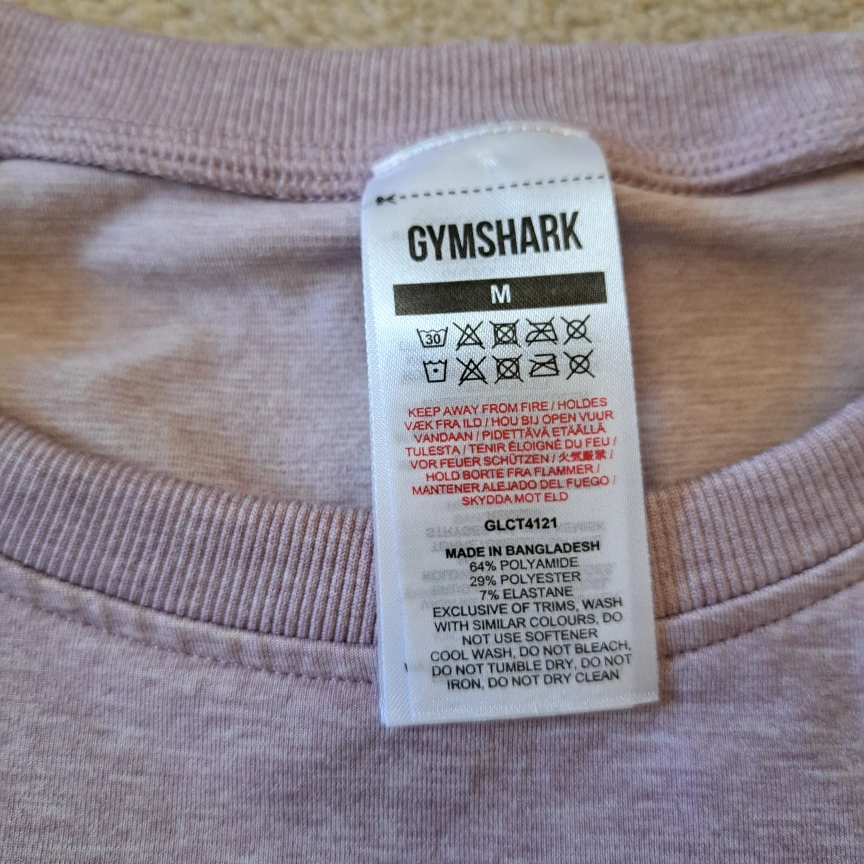 GYMSHARK
M
30
KEEP AWAY FROM FIRE / HOLDES
VÆK FRA ILD / HOU BIJ OPEN VUUR
VANDAAN / PIDETTÄVÄ ETÄÄLLÄ
TULESTA / TENIR ÉLOIGNÉ DU FEU /
VOR FEUER SCHÜTZEN / 火気厳禁 /
HOLD BORTE FRA FLAMMER /
MANTENER ALEJADO DEL FUEGO /
SKYDDA MOT ELD
GLCT4121
MADE IN BANGLADESH
64% POLYAMIDE
29% POLYESTER
7% ELASTANE
EXCLUSIVE OF TRIMS, WASH
WITH SIMILAR COLOURS, DO
NOT USE SOFTENER
COOL WASH, DO NOT BLEACH,
DO NOT TUMBLE DRY, DO NOT
IRON, DO NOT DRY CLEAN